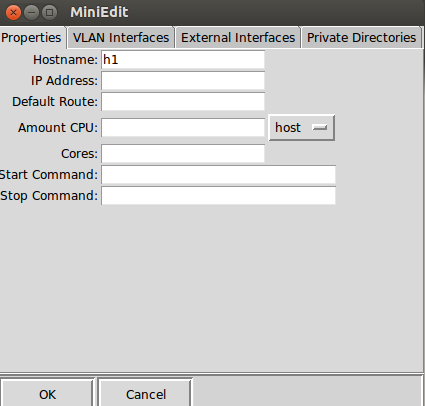 MiniEdit
Properties VLAN Interfaces External Interfaces Private Directories
Hostname: h1
IP Address:
Default Route:
Amount CPU: host
Cores:
Start Command:
Stop Command:
OK Cancel